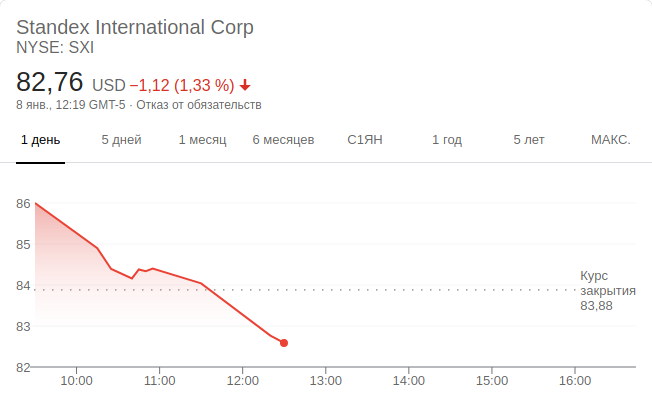 Standex International Corp
NYSE: SXI
82,76 USD −1,12 (1,33 %)
8 янв., 12:19 GMT-5 · Отказ от обязательств
1 день 5 дней 1 месяц 6 месяцев С1ЯН 1 год 5 лет МАКС.
86
85
84
83
82
Курс
закрытия
83,88
10:00 11:00 12:00 13:00 14:00 15:00 16:00